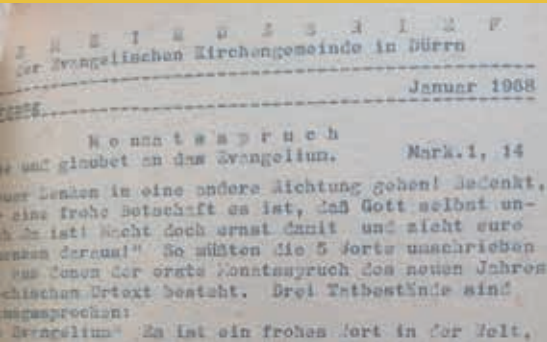 der Evangelischen Kirchengemeinde in Dürrn
Januar 1968
Monatsspruch
und glaubet an das Evangelium. Mark.1, 14
Denken in eine andere Richtung gehen! Bedenkt,
eine frohe Botschaft es ist, daß Gott selbst un-
da ist! Macht doch ernst damit und zieht eure
daraus!" So müßten die 5 Worte umschrieben
aus denen der erste Monatsspruch des neuen Jahres
Urtext besteht. Drei Tatbestände sind
Evangelium" Es ist ein frohes Wort in der Welt,